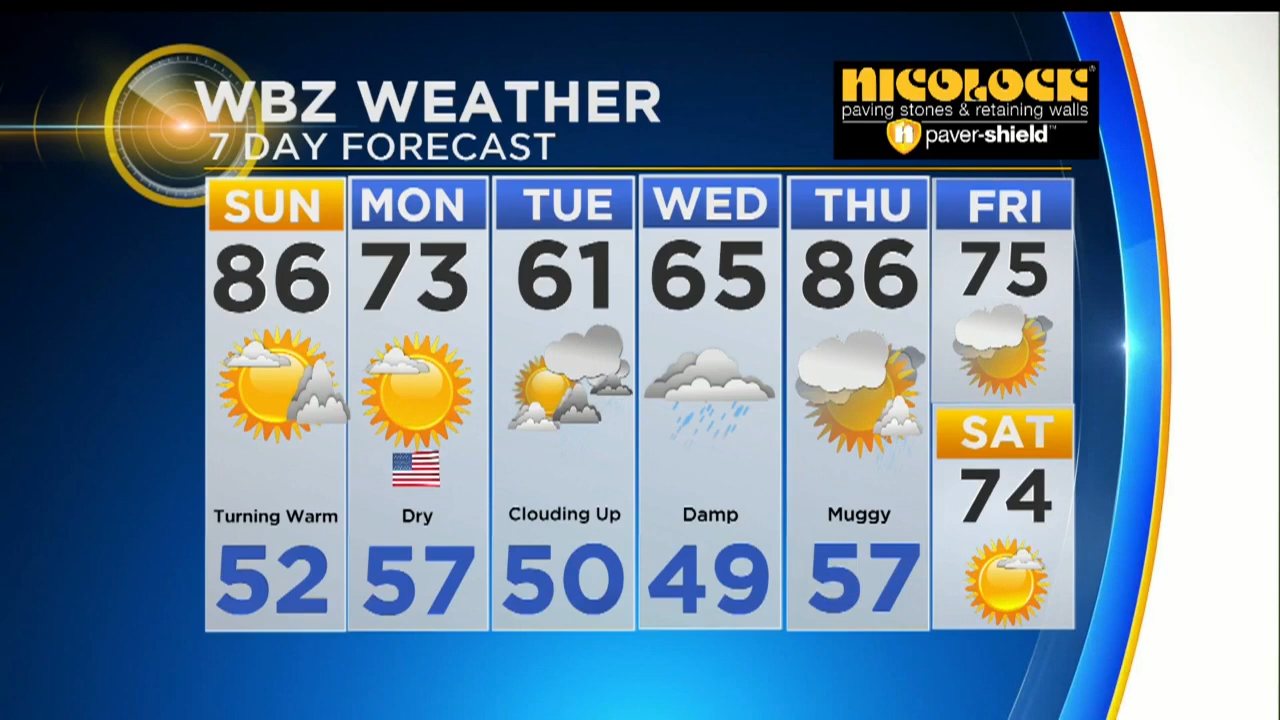 WBZ WEATHER
7 DAY FORECAST
NICOLOCK®
paving stones & retaining walls
n paver-shield™
SUN MON TUE WED THU FRI
86 73 61 65 86 75
SAT
74
Turning Warm Dry Clouding Up Damp Muggy
52 57 50 49 57